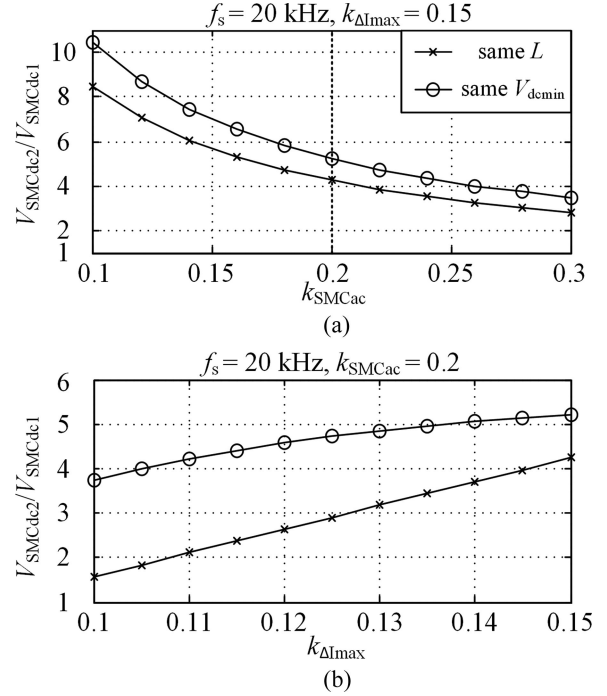 fs = 20 kHz, kΔImax = 0.15
10
8
6
4
2
1
VSMCdc2/VSMCdc1
same L
same Vdcmin
0.1 0.15 0.2 0.25 0.3
kSMCac
(a)
fs = 20 kHz, kSMCac = 0.2
6
5
4
3
2
1
VSMCdc2/VSMCdc1
0.1 0.11 0.12 0.13 0.14 0.15
kΔImax
(b)